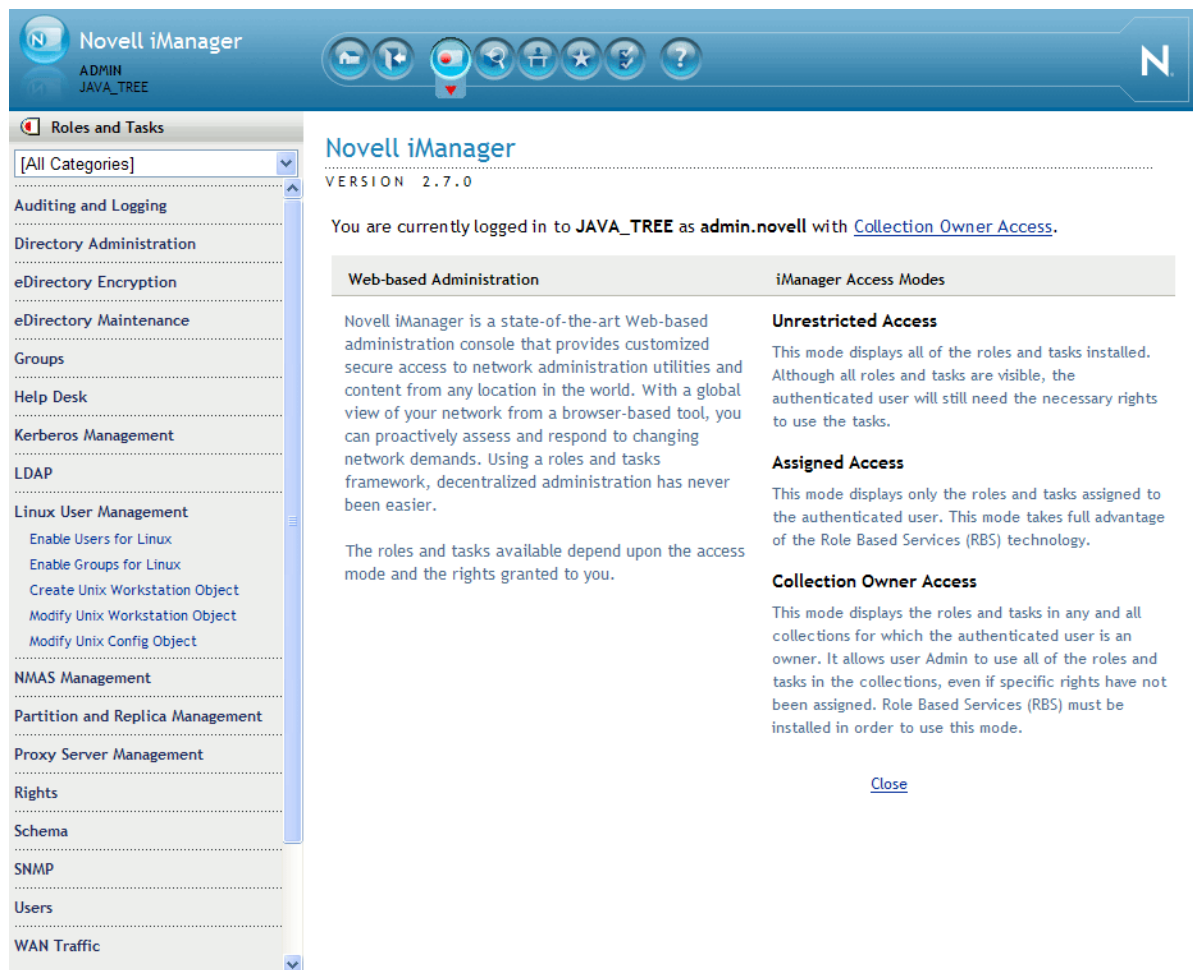 Novell iManager
ADMIN
JAVA_TREE
N
Roles and Tasks
[All Categories]
Auditing and Logging
Directory Administration
eDirectory Encryption
eDirectory Maintenance
Groups
Help Desk
Kerberos Management
LDAP
Linux User Management
Enable Users for Linux
Enable Groups for Linux
Create Unix Workstation Object
Modify Unix Workstation Object
Modify Unix Config Object
NMAS Management
Partition and Replica Management
Proxy Server Management
Rights
Schema
SNMP
Users
WAN Traffic
Novell iManager
VERSION 2.7.0
You are currently logged in to JAVA_TREE as admin.novell with Collection Owner Access.
Web-based Administration
Novell iManager is a state-of-the-art Web-based
administration console that provides customized
secure access to network administration utilities and
content from any location in the world. With a global
view of your network from a browser-based tool, you
can proactively assess and respond to changing
network demands. Using a roles and tasks
framework, decentralized administration has never
been easier.
The roles and tasks available depend upon the access
mode and the rights granted to you.
iManager Access Modes
Unrestricted Access
This mode displays all of the roles and tasks installed.
Although all roles and tasks are visible, the
authenticated user will still need the necessary rights
to use the tasks.
Assigned Access
This mode displays only the roles and tasks assigned to
the authenticated user. This mode takes full advantage
of the Role Based Services (RBS) technology.
Collection Owner Access
This mode displays the roles and tasks in any and all
collections for which the authenticated user is an
owner. It allows user Admin to use all of the roles and
tasks in the collections, even if specific rights have not
been assigned. Role Based Services (RBS) must be
installed in order to use this mode.
Close